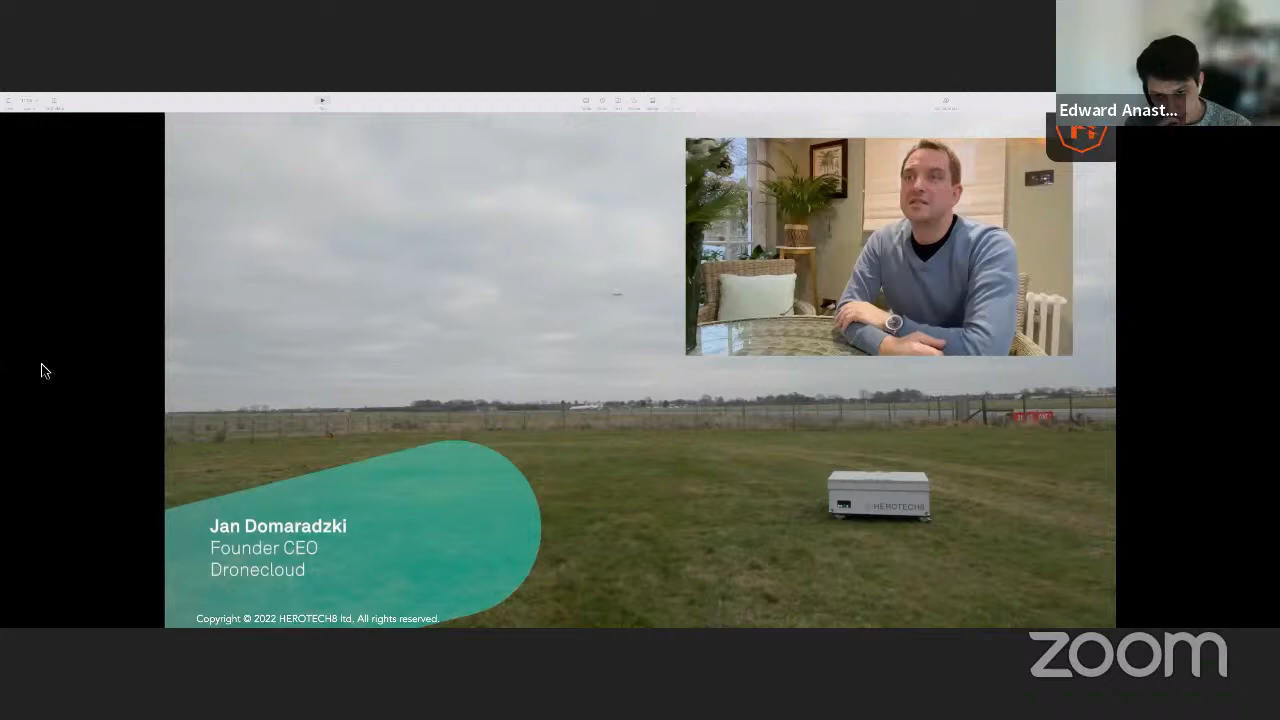 Edward Anast...
HEROTECH8
Jan Domaradzki
Founder CEO
Dronecloud
Copyright © 2022 HEROTECH8 ltd, All rights reserved.
zoom